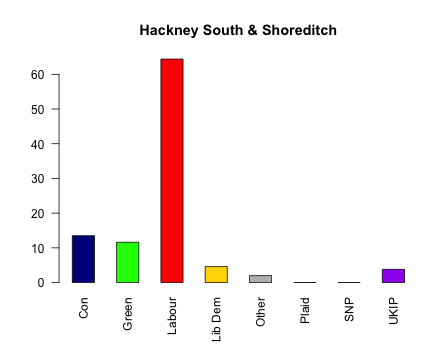 Hackney South & Shoreditch
60
50
40
30
20
10
0
Con
Green
Labour
Lib Dem
Other
Plaid
SNP
UKIP